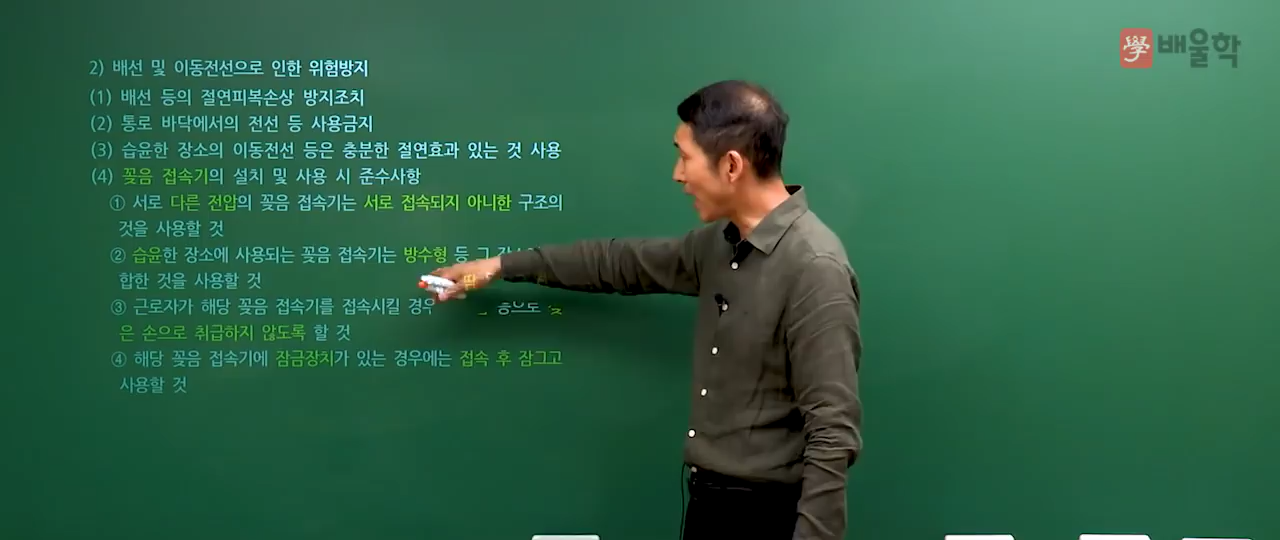 學 배울학
2) 배선 및 이동전선으로 인한 위험방지
(1) 배선 등의 절연피복손상 방지조치
(2) 통로 바닥에서의 전선 등 사용금지
(3) 습윤한 장소의 이동전선 등은 충분한 절연효과 있는 것 사용
(4) 꽂음 접속기의 설치 및 사용 시 준수사항
① 서로 다른 전압의 꽂음 접속기는 서로 접속되지 아니한 구조의
것을 사용할 것
② 습윤한 장소에 사용되는 꽂음 접속기는 방수형 등 그
합한 것을 사용할 것
③ 근로자가 해당 꽂음 접속기를 접속시킬 경우 등으로
은 손으로 취급하지 않도록 할 것
④ 해당 꽂음 접속기에 잠금장치가 있는 경우에는 접속 후 잠그고
사용할 것